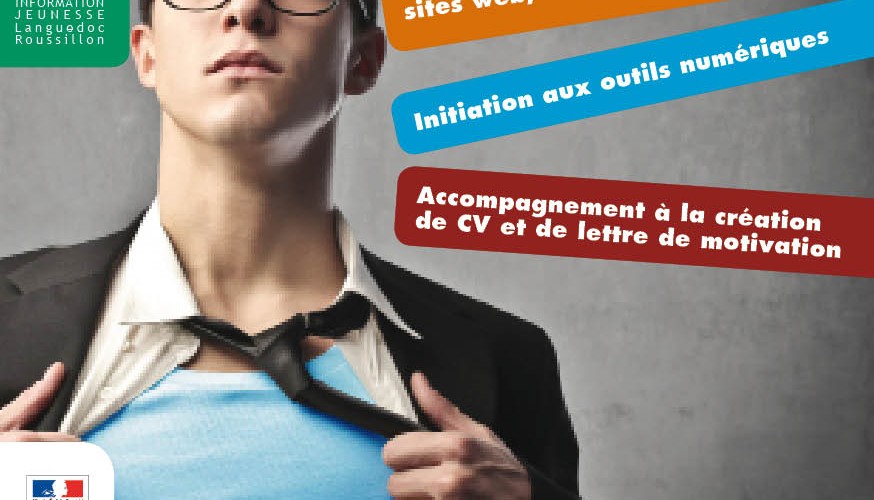 INFORMATION
JEUNESSE
Languedoc
Roussillon
sites web,
Initiation aux outils numériques
Accompagnement à la création
de CV et de lettre de motivation